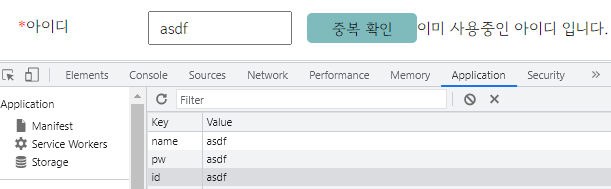 *아이디 asdf 중복 확인 이미 사용중인 아이디 입니다.
Elements Console Sources Network Performance Memory Application Security
Application Filter
Key Value
Manifest name asdf
Service Workers pw asdf
Storage id asdf